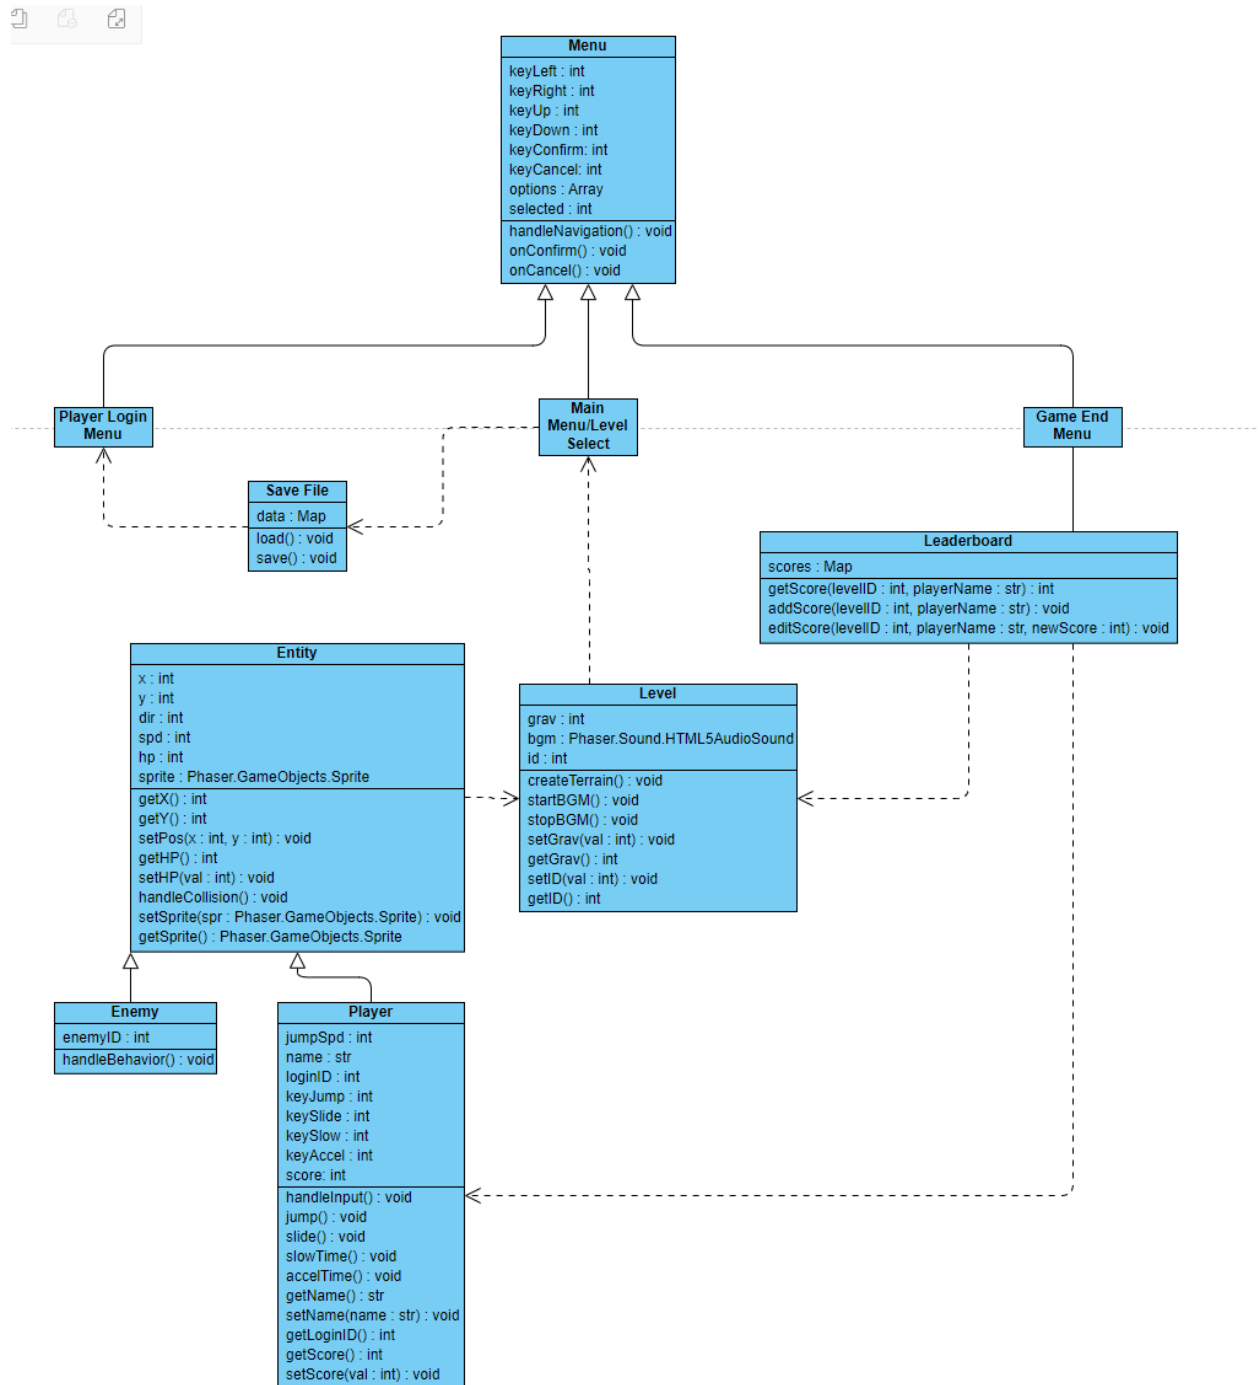 Menu
keyLeft : int
keyRight : int
keyUp : int
keyDown : int
keyConfirm: int
keyCancel: int
options : Array
selected : int
handleNavigation() : void
onConfirm() : void
onCancel() : void
Player Login
Menu
Main
Menu/Level
Select
Game End
Menu
Save File
data : Map
load() : void
save() : void
Leaderboard
scores : Map
getScore(levelID : int, playerName : str) : int
addScore(levelID : int, playerName : str) : void
editScore(levelID : int, playerName : str, newScore : int) : void
Entity
x : int
y : int
dir : int
spd : int
hp : int
sprite : Phaser.GameObjects.Sprite
getX() : int
getY() : int
setPos(x : int, y : int) : void
getHP() : int
setHP(val : int) : void
handleCollision() : void
setSprite(spr : Phaser.GameObjects.Sprite) : void
getSprite() : Phaser.GameObjects.Sprite
Level
grav : int
bgm : Phaser.Sound.HTML5AudioSound
id : int
createTerrain() : void
startBGM() : void
stopBGM() : void
setGrav(val : int) : void
getGrav() : int
setID(val : int) : void
getID() : int
Enemy
enemyID : int
handleBehavior() : void
Player
jumpSpd : int
name : str
loginID : int
keyJump : int
keySlide : int
keySlow : int
keyAccel : int
score: int
handleInput() : void
jump() : void
slide() : void
slowTime() : void
accelTime() : void
getName() : str
setName(name : str) : void
getLoginID() : int
getScore() : int
setScore(val : int) : void